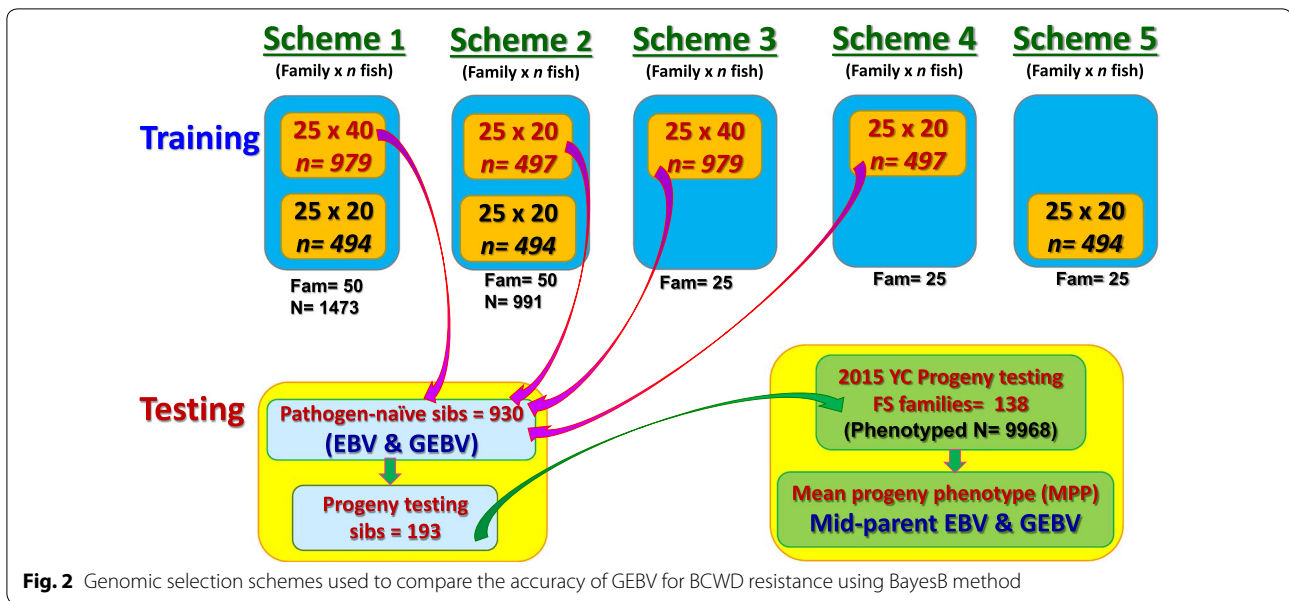 Scheme 1
(Family x n fish)
Scheme 2
(Family x n fish)
Scheme 3
(Family x n fish)
Scheme 4
(Family x n fish)
Scheme 5
(Family x n fish)
Training
25 x 40
n= 979
25 x 20
n= 494
Fam= 50
N= 1473
25 x 20
n= 497
25 x 20
n= 494
Fam= 50
N= 991
25 x 40
n= 979
Fam= 25
25 x 20
n= 497
Fam= 25
25 x 20
n= 494
Fam= 25
Testing
Pathogen-naïve sibs = 930
(EBV & GEBV)
Progeny testing
sibs = 193
2015 YC Progeny testing
FS families= 138
(Phenotyped N= 9968)
Mean progeny phenotype (MPP)
Mid-parent EBV & GEBV
Fig. 2 Genomic selection schemes used to compare the accuracy of GEBV for BCWD resistance using BayesB method